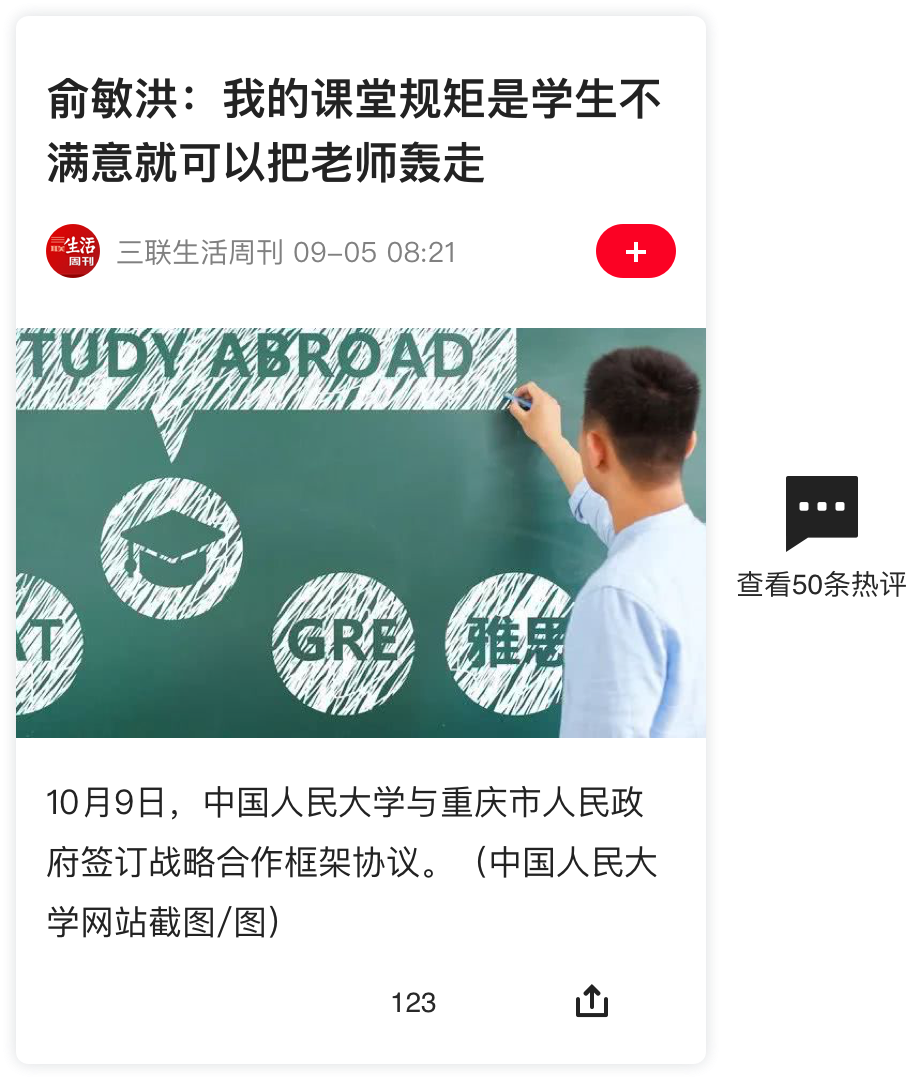 俞敏洪：我的课堂规矩是学生不
满意就可以把老师轰走
生活
周刊
三联生活周刊 09-05 08:21
TUDY ABROAD
AT
GRE
雅思
查看50条热评
10月9日，中国人民大学与重庆市人民政
府签订战略合作框架协议。（中国人民大
学网站截图/图）
123